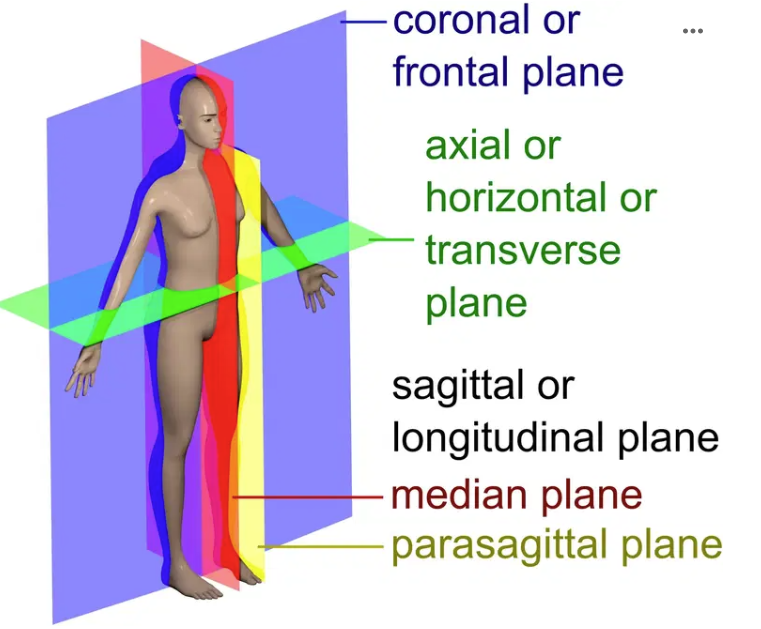 coronal or
frontal plane
axial or
horizontal or
transverse
plane
sagittal or
longitudinal plane
median plane
parasagittal plane